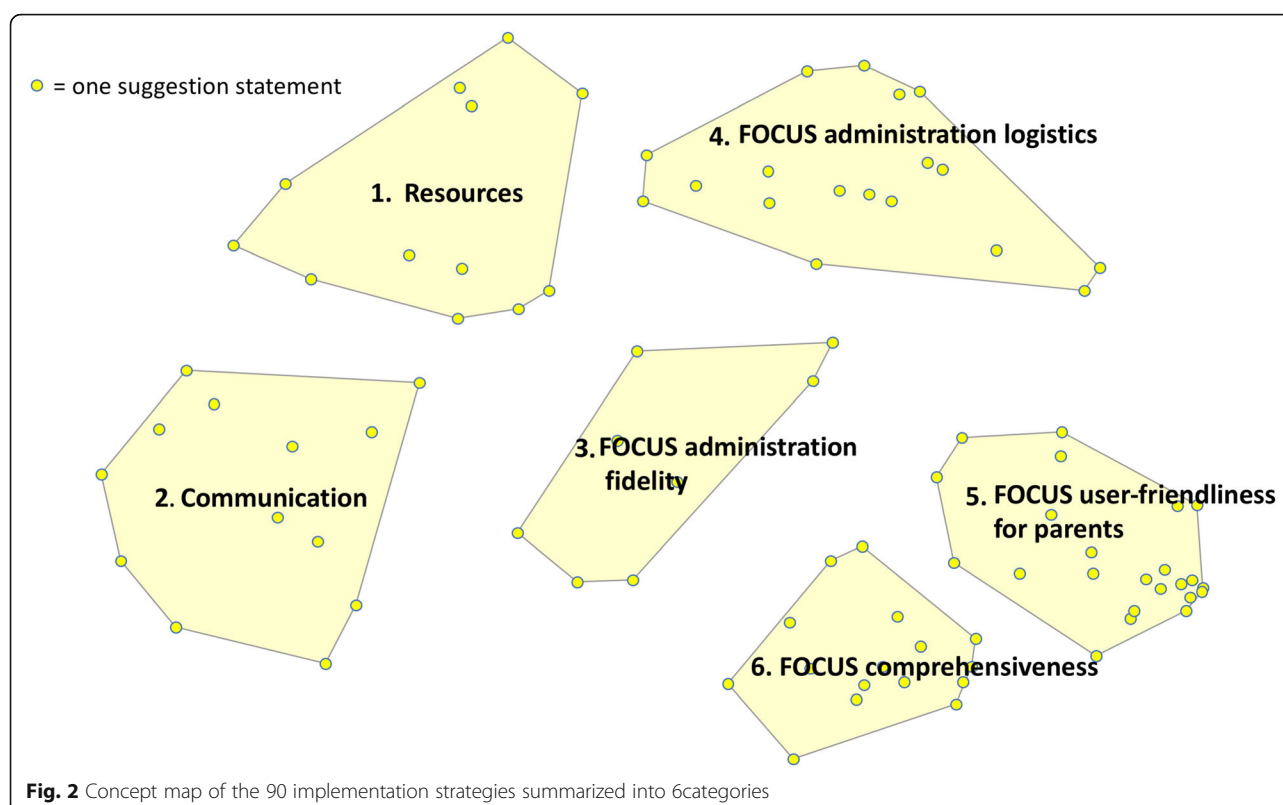 = one suggestion statement
1. Resources
4. FOCUS administration logistics
2. Communication
3. FOCUS administration
fidelity
5. FOCUS user-friendliness
for parents
6. FOCUS comprehensiveness
Fig. 2 Concept map of the 90 implementation strategies summarized into 6categories